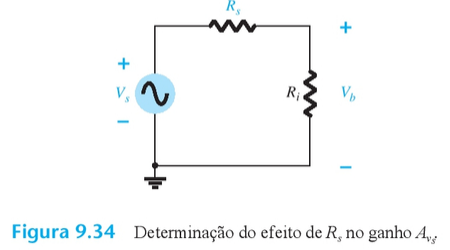 Rs
+
+
Vs
Ri
Vb
−
−
Figura 9.34 Determinação do efeito de Rs no ganho Avs.